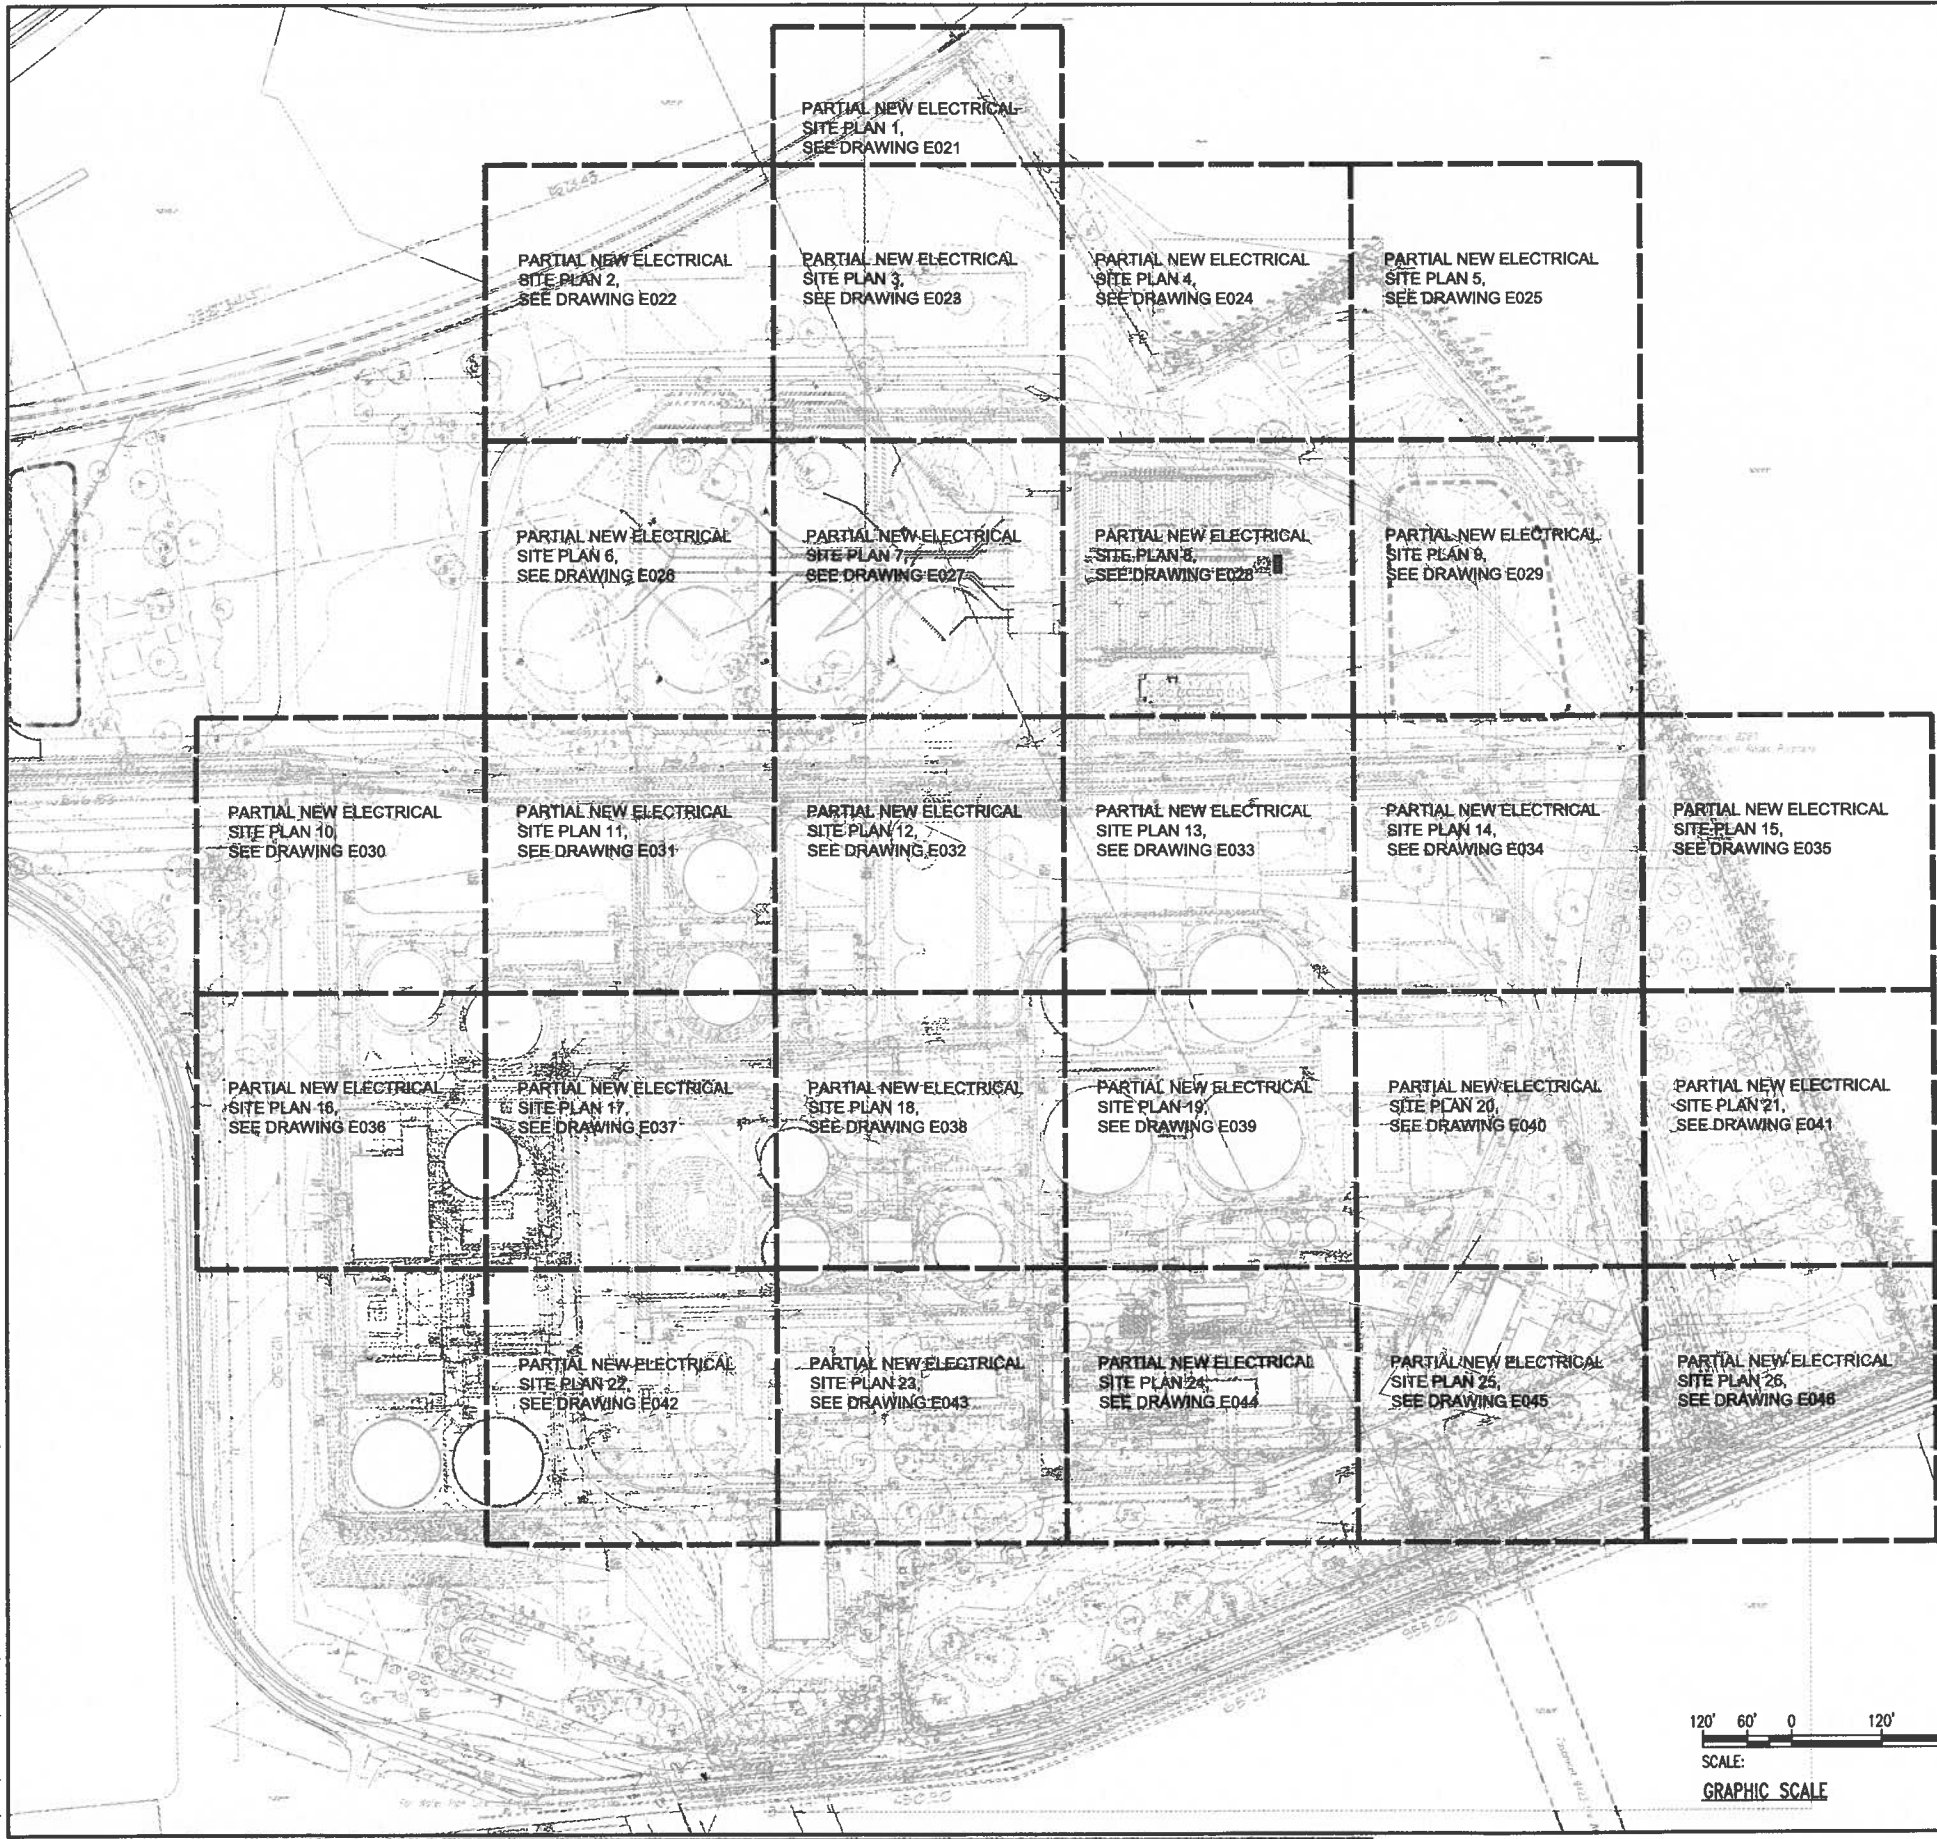 PARTIAL NEW ELECTRICAL
SITE PLAN 1,
SEE DRAWING E021
PARTIAL NEW ELECTRICAL
SITE PLAN 2,
SEE DRAWING E022
PARTIAL NEW ELECTRICAL
SITE PLAN 3,
SEE DRAWING E023
PARTIAL NEW ELECTRICAL
SITE PLAN 4,
SEE DRAWING E024
PARTIAL NEW ELECTRICAL
SITE PLAN 5,
SEE DRAWING E025
PARTIAL NEW ELECTRICAL
SITE PLAN 6,
SEE DRAWING E026
PARTIAL NEW ELECTRICAL
SITE PLAN 7,
SEE DRAWING E027
PARTIAL NEW ELECTRICAL
SITE PLAN 8,
SEE DRAWING E028
PARTIAL NEW ELECTRICAL
SITE PLAN 9,
SEE DRAWING E029
PARTIAL NEW ELECTRICAL
SITE PLAN 10,
SEE DRAWING E030
PARTIAL NEW ELECTRICAL
SITE PLAN 11,
SEE DRAWING E031
PARTIAL NEW ELECTRICAL
SITE PLAN 12,
SEE DRAWING E032
PARTIAL NEW ELECTRICAL
SITE PLAN 13,
SEE DRAWING E033
PARTIAL NEW ELECTRICAL
SITE PLAN 14,
SEE DRAWING E034
PARTIAL NEW ELECTRICAL
SITE PLAN 15,
SEE DRAWING E035
PARTIAL NEW ELECTRICAL
SITE PLAN 16,
SEE DRAWING E036
PARTIAL NEW ELECTRICAL
SITE PLAN 17,
SEE DRAWING E037
PARTIAL NEW ELECTRICAL
SITE PLAN 18,
SEE DRAWING E038
PARTIAL NEW ELECTRICAL
SITE PLAN 19,
SEE DRAWING E039
PARTIAL NEW ELECTRICAL
SITE PLAN 20,
SEE DRAWING E040
PARTIAL NEW ELECTRICAL
SITE PLAN 21,
SEE DRAWING E041
PARTIAL NEW ELECTRICAL
SITE PLAN 22,
SEE DRAWING E042
PARTIAL NEW ELECTRICAL
SITE PLAN 23,
SEE DRAWING E043
PARTIAL NEW ELECTRICAL
SITE PLAN 24,
SEE DRAWING E044
PARTIAL NEW ELECTRICAL
SITE PLAN 25,
SEE DRAWING E045
PARTIAL NEW ELECTRICAL
SITE PLAN 26,
SEE DRAWING E046
120' 60' 0 120'
SCALE:
GRAPHIC SCALE